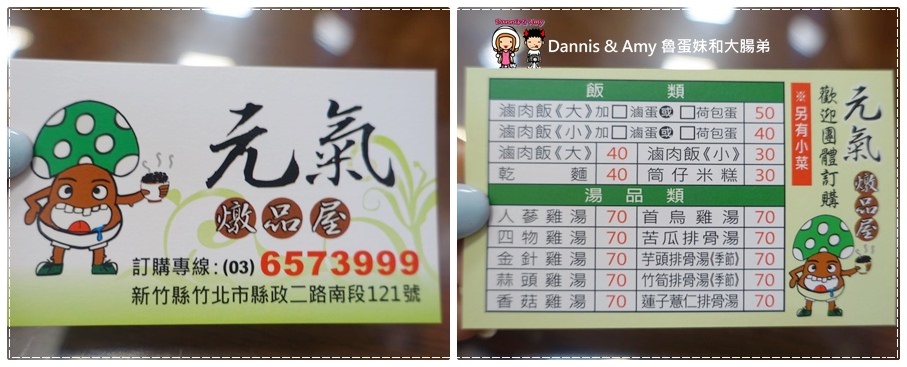 元氣
燉品屋
訂購專線:(03)6573999
新竹縣竹北市縣政二路南段121號
Dannis & Amy
Dannis & Amy 魯蛋妹和大腸弟
飯 類
滷肉飯《大》加□滷蛋或□荷包蛋 50
滷肉飯《小》加□滷蛋或□荷包蛋 40
滷肉飯《大》 40 滷肉飯《小》 30
乾 麵 40 筒仔米糕 30
湯 品 類
人蔘雞湯 70 首烏雞湯 70
四物雞湯 70 苦瓜排骨湯 70
金針雞湯 70 芋頭排骨湯(季節) 70
蒜頭雞湯 70 竹筍排骨湯(季節) 70
香菇雞湯 70 蓮子薏仁排骨湯 70
※另有小菜
歡迎團體訂購
元氣
燉品屋